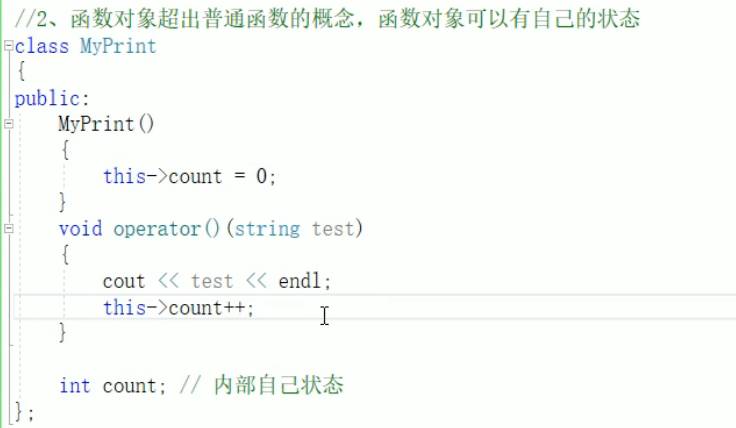 //2、函数对象超出普通函数的概念，函数对象可以有自己的状态
class MyPrint
{
public:
    MyPrint()
    {
        this->count = 0;
    }
    void operator()(string test)
    {
        cout << test << endl;
        this->count++;
    }

    int count; // 内部自己状态
};